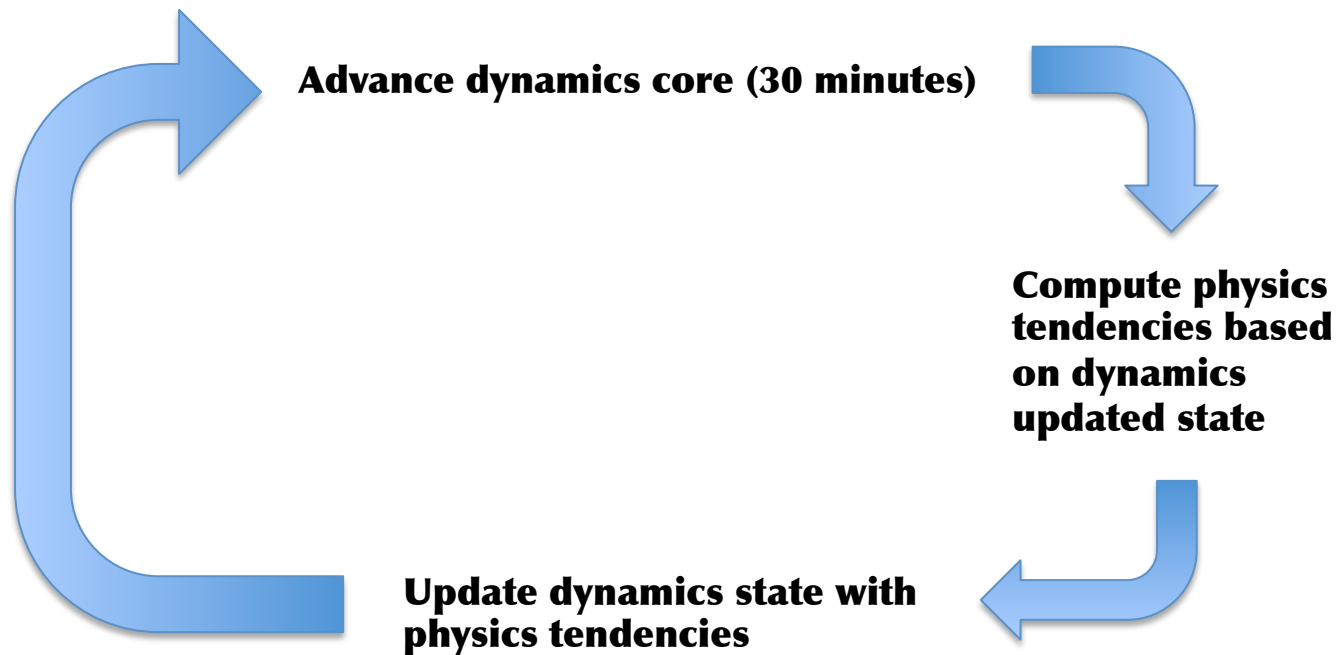 Advance dynamics core (30 minutes)
Compute physics
tendencies based
on dynamics
updated state
Update dynamics state with
physics tendencies